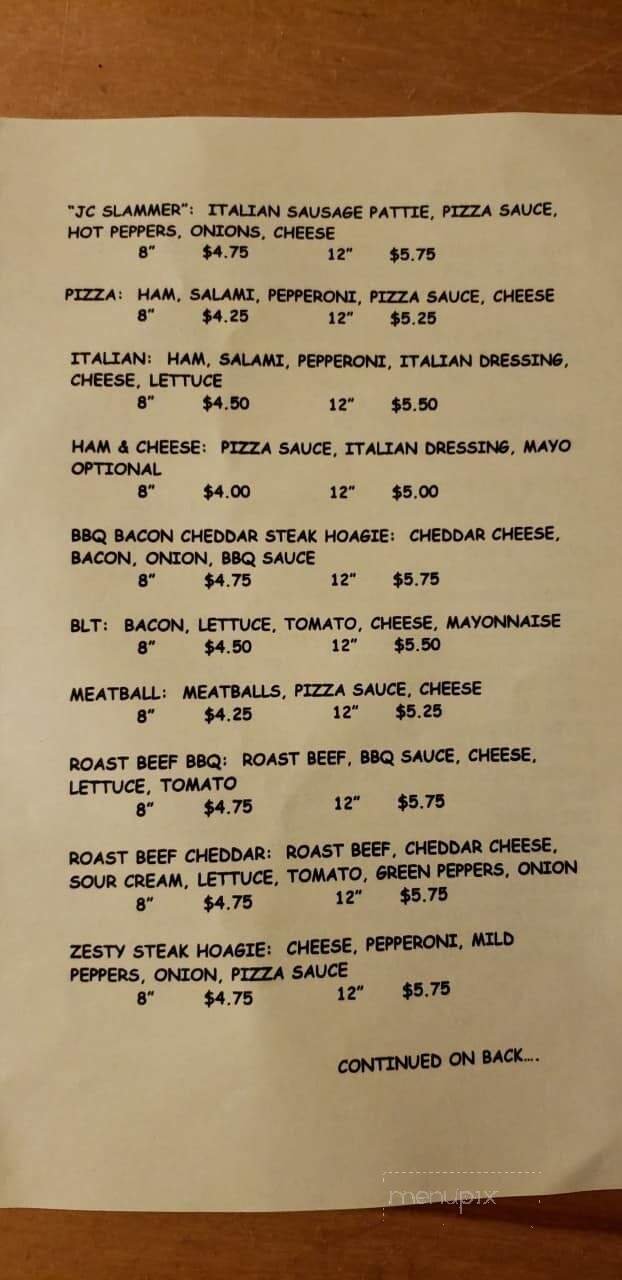 "JC SLAMMER": ITALIAN SAUSAGE PATTIE, PIZZA SAUCE,
HOT PEPPERS, ONIONS, CHEESE
8" $4.75 12" $5.75
PIZZA: HAM, SALAMI, PEPPERONI, PIZZA SAUCE, CHEESE
8" $4.25 12" $5.25
ITALIAN: HAM, SALAMI, PEPPERONI, ITALIAN DRESSING,
CHEESE, LETTUCE
8" $4.50 12" $5.50
HAM & CHEESE: PIZZA SAUCE, ITALIAN DRESSING, MAYO
OPTIONAL
8" $4.00 12" $5.00
BBQ BACON CHEDDAR STEAK HOAGIE: CHEDDAR CHEESE,
BACON, ONION, BBQ SAUCE
8" $4.75 12" $5.75
BLT: BACON, LETTUCE, TOMATO, CHEESE, MAYONNAISE
8" $4.50 12" $5.50
MEATBALL: MEATBALLS, PIZZA SAUCE, CHEESE
8" $4.25 12" $5.25
ROAST BEEF BBQ: ROAST BEEF, BBQ SAUCE, CHEESE,
LETTUCE, TOMATO
8" $4.75 12" $5.75
ROAST BEEF CHEDDAR: ROAST BEEF, CHEDDAR CHEESE,
SOUR CREAM, LETTUCE, TOMATO, GREEN PEPPERS, ONION
8" $4.75 12" $5.75
ZESTY STEAK HOAGIE: CHEESE, PEPPERONI, MILD
PEPPERS, ONION, PIZZA SAUCE
8" $4.75 12" $5.75
CONTINUED ON BACK....
menupix